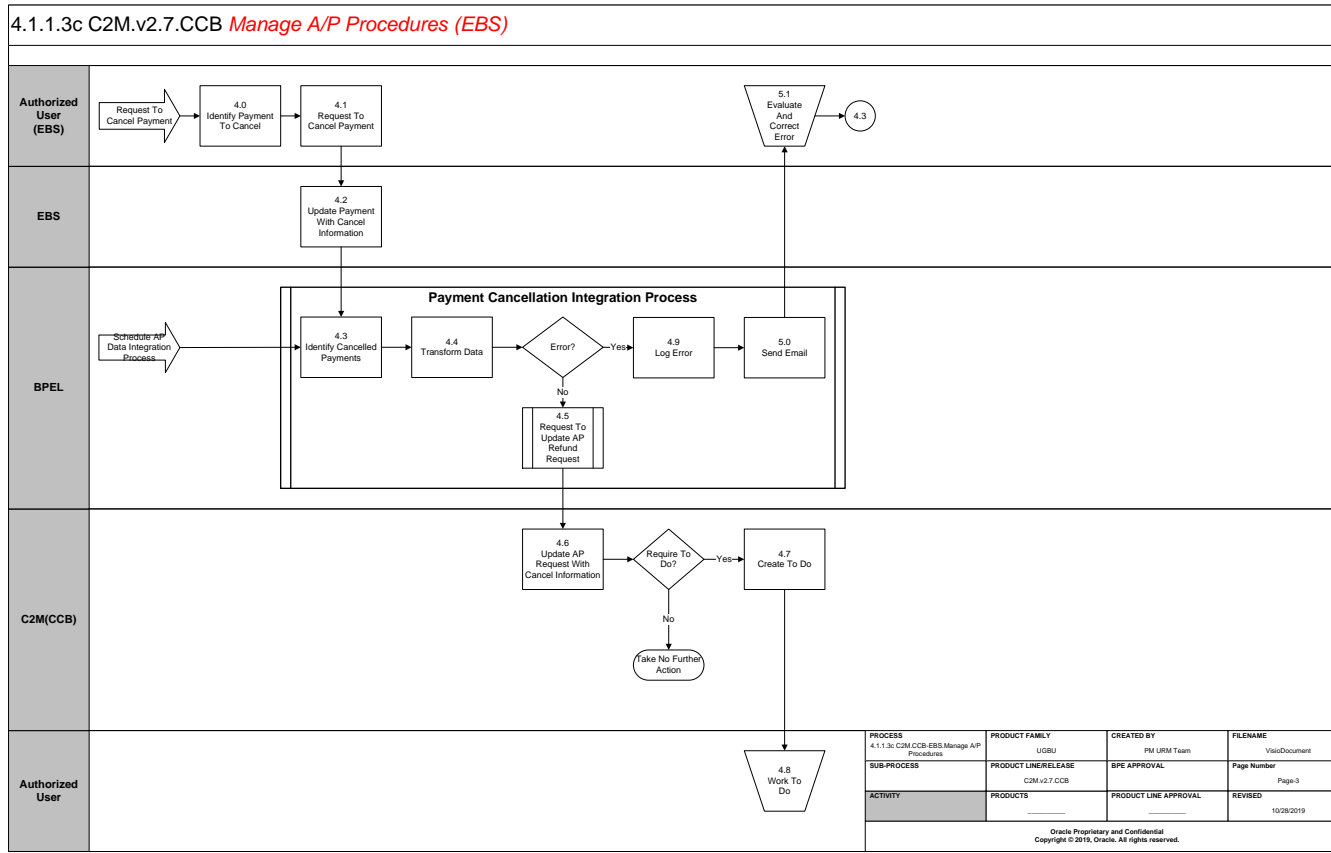 4.1.1.3c C2M.v2.7.CCB Manage A/P Procedures (EBS)
Authorized
User
(EBS)
Request To
Cancel Payment
4.0
Identify Payment
To Cancel
4.1
Request To
Cancel Payment
5.1
Evaluate
And
Correct
Error
4.3
EBS
4.2
Update Payment
With Cancel
Information
BPEL
Payment Cancellation Integration Process
Schedule AP
Data Integration
Process
4.3
Identify Cancelled
Payments
4.4
Transform Data
Error?
Yes
4.9
Log Error
5.0
Send Email
No
4.5
Request To
Update AP
Refund
Request
C2M(CCB)
4.6
Update AP
Request With
Cancel Information
Require To
Do?
Yes
4.7
Create To Do
No
Take No Further
Action
Authorized
User
4.8
Work To
Do
PROCESS
4.1.1.3c C2M.CCB-EBS.Manage A/P
Procedures
PRODUCT FAMILY
UGBU
CREATED BY
PM URM Team
FILENAME
VisioDocument
SUB-PROCESS
PRODUCT LINE/RELEASE
C2M.v2.7.CCB
BPE APPROVAL
Page Number
Page-3
ACTIVITY
PRODUCTS
PRODUCT LINE APPROVAL
REVISED
10/28/2019
Oracle Proprietary and Confidential
Copyright © 2019, Oracle. All rights reserved.